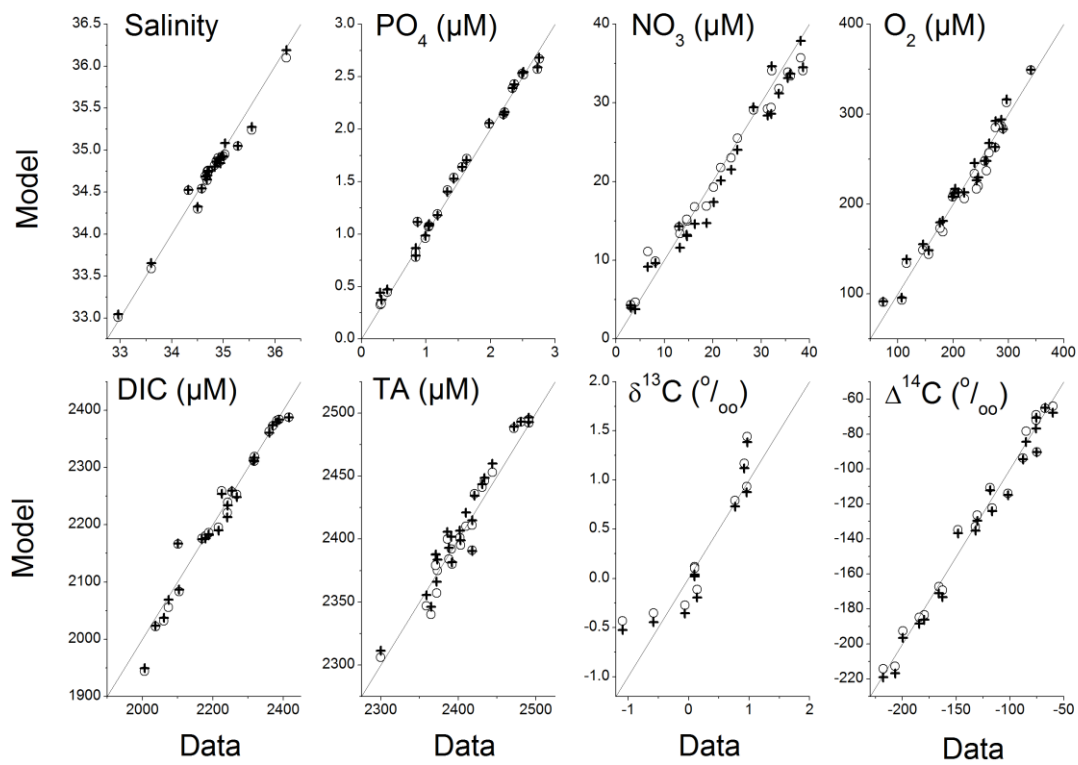 Salinity
PO4 (µM)
NO3 (µM)
O2 (µM)
Model
36.5
36.0
35.5
35.0
34.5
34.0
33.5
33.0
33 34 35 36
3.0
2.5
2.0
1.5
1.0
0.5
0.0
0 1 2 3
40
30
20
10
0
0 10 20 30 40
400
300
200
100
100 200 300 400
DIC (µM)
TA (µM)
δ13C (o/oo)
Δ14C (o/oo)
Model
2400
2300
2200
2100
2000
1900
2000 2200 2400
2500
2450
2400
2350
2300
2300 2400 2500
2.0
1.5
1.0
0.5
0.0
-0.5
-1.0
-1 0 1 2
-60
-80
-100
-120
-140
-160
-180
-200
-220
-200 -150 -100 -50
Data
Data
Data
Data